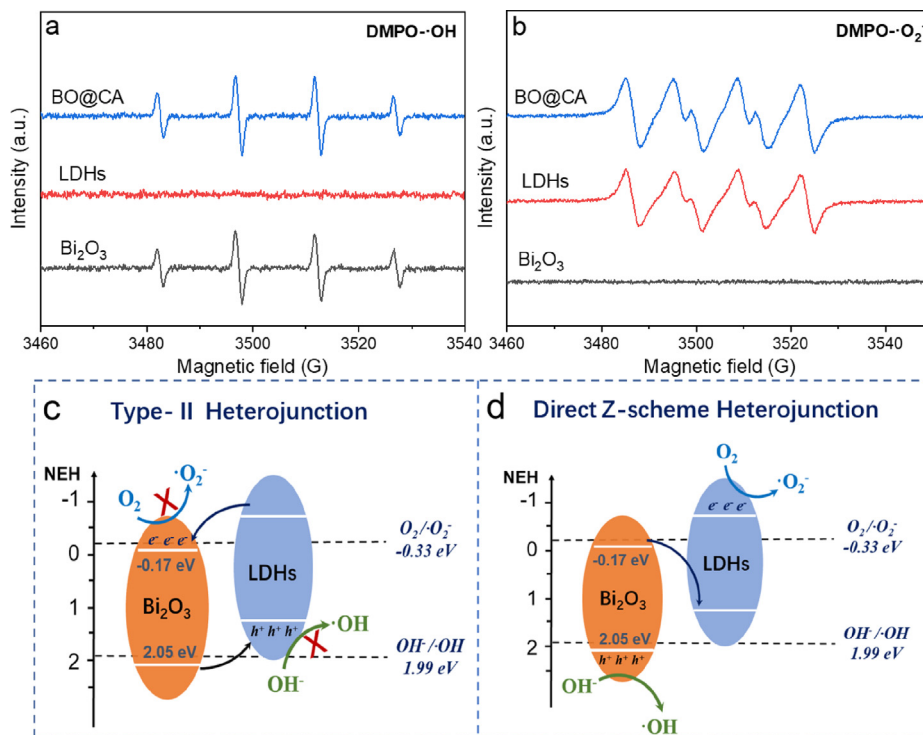 a
DMPO-·OH
BO@CA
LDHs
Bi₂O₃
Intensity (a.u.)
3460 3480 3500 3520 3540
Magnetic field (G)
b
DMPO-·O₂⁻
BO@CA
LDHs
Bi₂O₃
Intensity (a.u.)
3460 3480 3500 3520 3540
Magnetic field (G)
c
Type- II Heterojunction
NEH
-1
0
1
2
O₂
·O₂⁻
X
e⁻ e⁻ e⁻
-0.17 eV
Bi₂O₃
2.05 eV
LDHs
h⁺ h⁺ h⁺
·OH
X
OH⁻
O₂/·O₂⁻
-0.33 eV
OH⁻/·OH
1.99 eV
d
Direct Z-scheme Heterojunction
NEH
-1
0
1
2
O₂
·O₂⁻
e⁻ e⁻ e⁻
LDHs
-0.17 eV
Bi₂O₃
2.05 eV
h⁺ h⁺ h⁺
OH⁻
·OH
O₂/·O₂⁻
-0.33 eV
OH⁻/·OH
1.99 eV